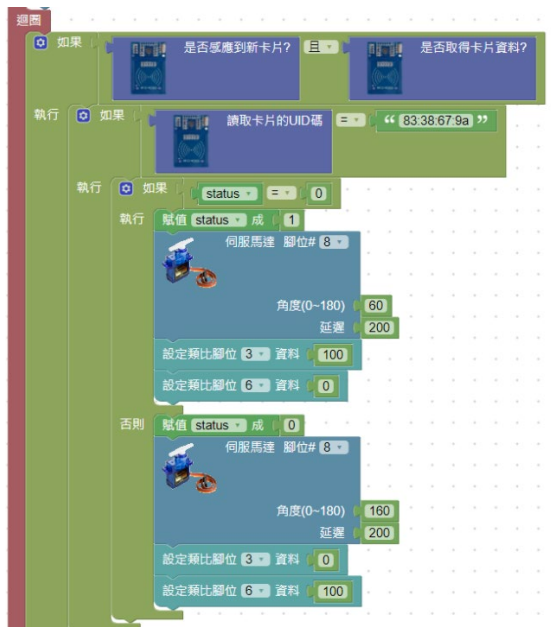 迴圈
如果 是否感應到新卡片? 且 是否取得卡片資料?
執行 如果 讀取卡片的UID碼 = “ 83:38:67:9a ”
執行 如果 status = 0
執行 賦值 status 成 1
伺服馬達 腳位# 8
角度(0~180) 60
延遲 200
設定類比腳位 3 資料 100
設定類比腳位 6 資料 0
否則 賦值 status 成 0
伺服馬達 腳位# 8
角度(0~180) 160
延遲 200
設定類比腳位 3 資料 0
設定類比腳位 6 資料 100